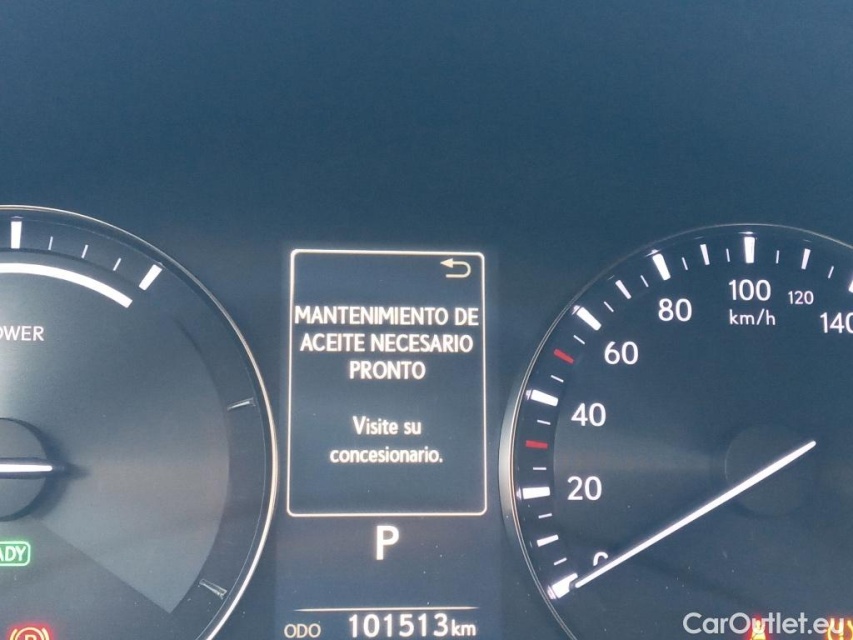 MANTENIMIENTO DE
ACEITE NECESARIO
PRONTO
Visite su
concesionario.
P
ODO 101513km
20
40
60
80
100
120
140
km/h
CarOutlet.eu